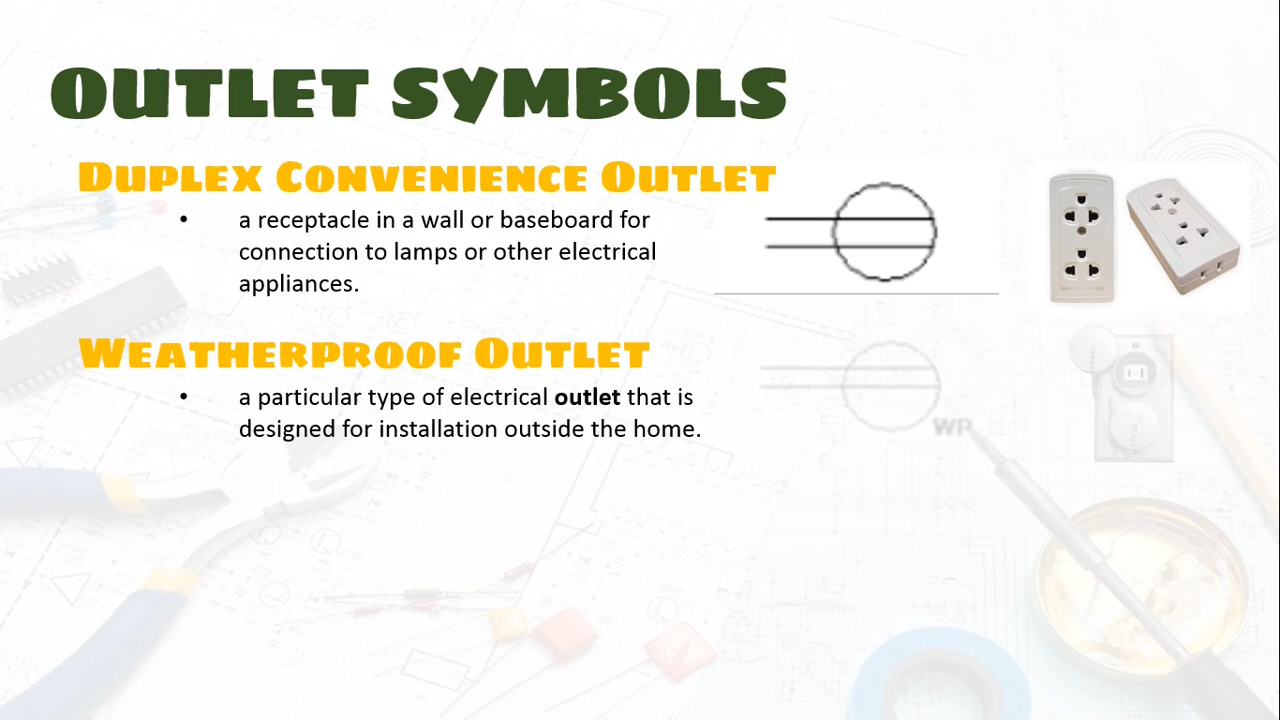 OUTLET SYMBOLS
DUPLEX CONVENIENCE OUTLET
• a receptacle in a wall or baseboard for
connection to lamps or other electrical
appliances.
WEATHERPROOF OUTLET
• a particular type of electrical outlet that is
designed for installation outside the home.
WP